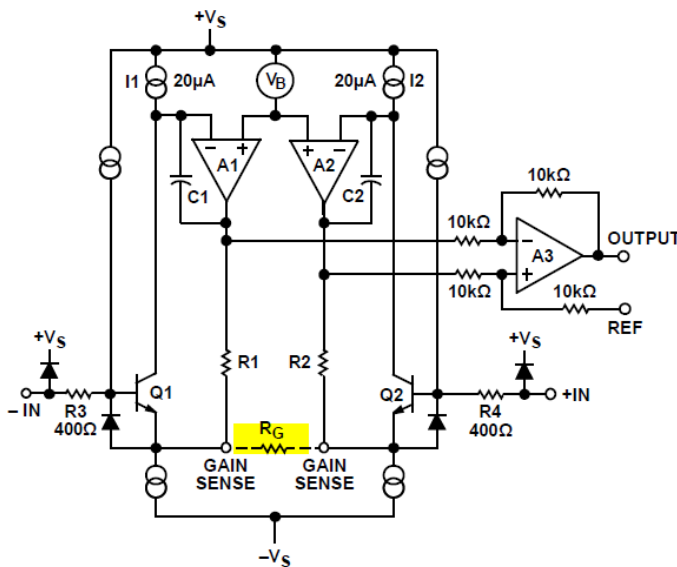 +Vs
I1 20µA VB 20µA I2
− + + −
A1 A2
C1 C2
10kΩ
10kΩ − OUTPUT
A3
+
10kΩ 10kΩ
REF
+Vs R1 R2 +Vs
Q1 Q2
– IN R3 R4 +IN
400Ω 400Ω
RG
GAIN SENSE GAIN SENSE
−Vs